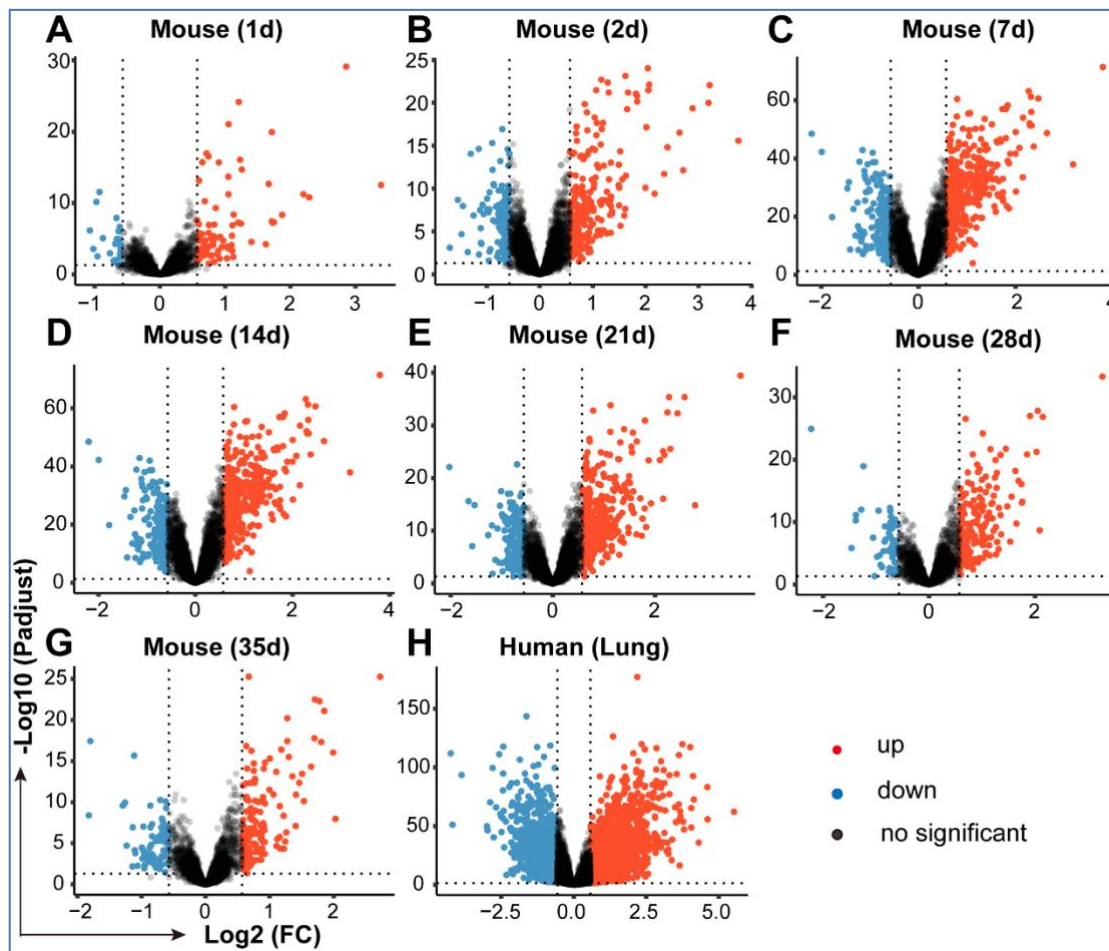 A Mouse (1d)
30
20
10
0
−1 0 1 2 3
B Mouse (2d)
25
20
15
10
5
0
−1 0 1 2 3 4
C Mouse (7d)
60
40
20
0
−2 0 2 4
D Mouse (14d)
60
40
20
0
−2 0 2 4
E Mouse (21d)
40
30
20
10
0
−2 0 2 4
F Mouse (28d)
30
20
10
0
−2 0 2
G Mouse (35d)
25
20
15
10
5
0
−2 −1 0 1 2
H Human (Lung)
150
100
50
0
−2.5 0.0 2.5 5.0
-Log10 (Padjust)
Log2 (FC)
up
down
no significant